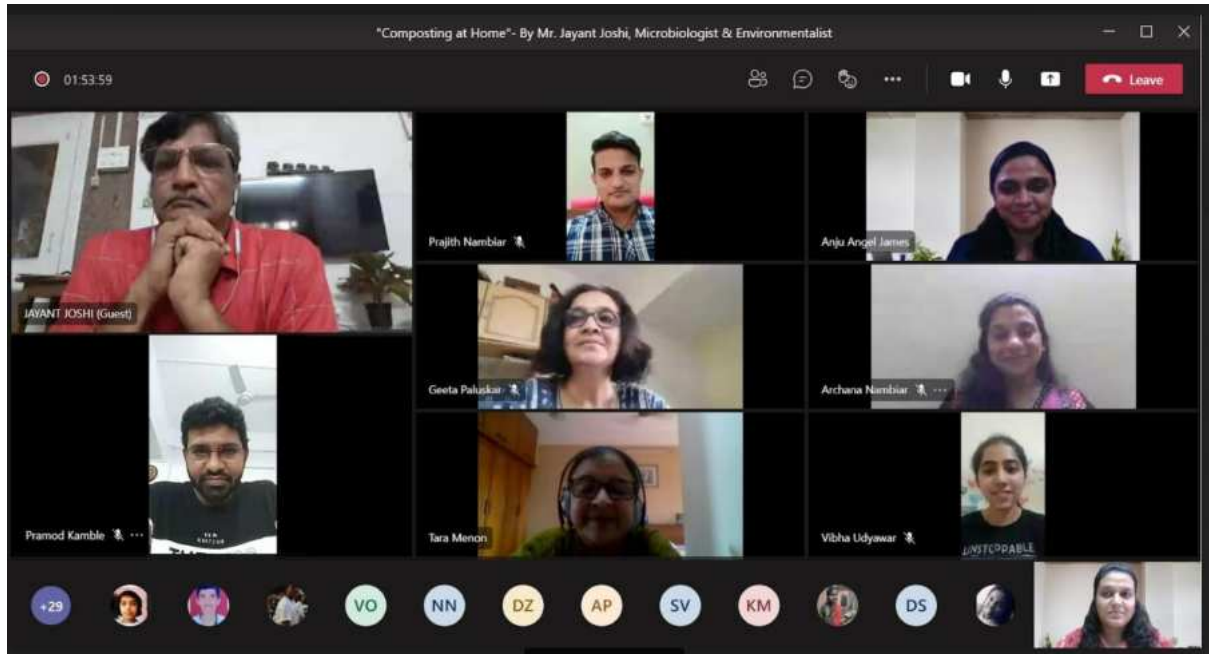 "Composting at Home"- By Mr. Jayant Joshi, Microbiologist & Environmentalist
01:53:59
Leave
JAYANT JOSHI (Guest)
Prajith Nambiar
Anju Angel James
Geeta Paluskar
Archana Nambiar
Pramod Kamble
Tara Menon
Vibha Udyawar
UNSTOPPABLE
+29
VO
NN
DZ
AP
SV
KM
DS